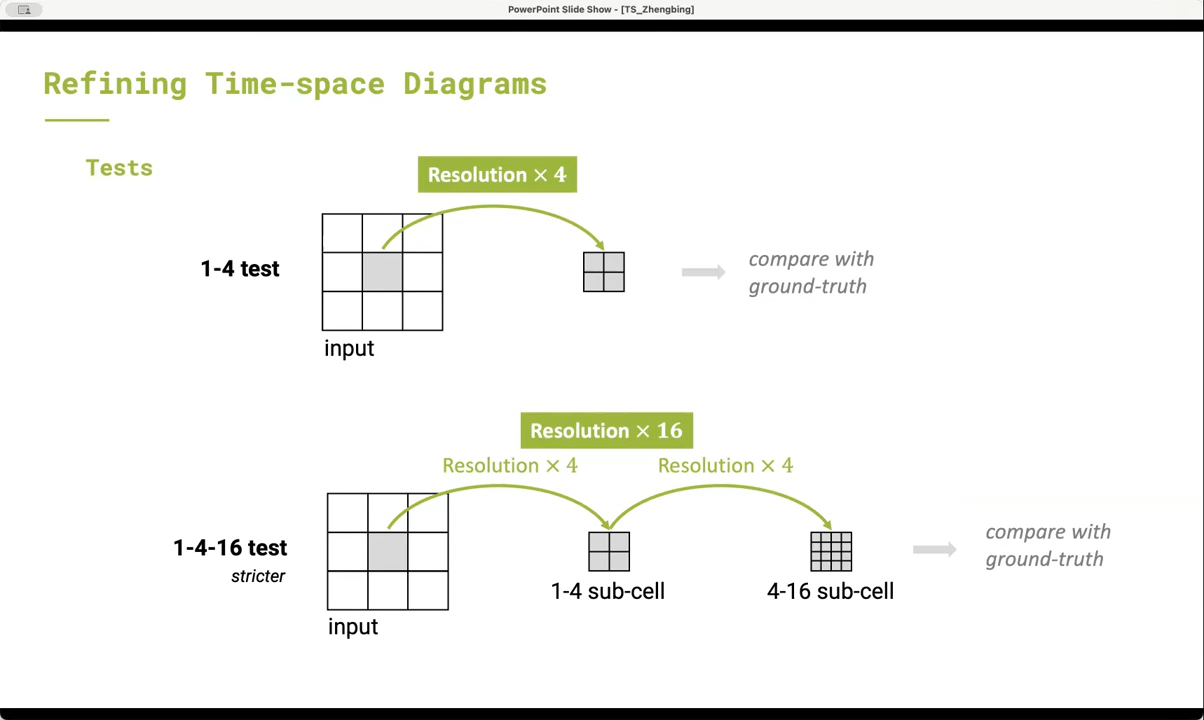 PowerPoint Slide Show - [TS_Zhengbing]
Refining Time-space Diagrams
Tests
Resolution × 4
1-4 test
compare with
ground-truth
input
Resolution × 16
Resolution × 4
Resolution × 4
1-4-16 test
stricter
compare with
ground-truth
1-4 sub-cell
4-16 sub-cell
input